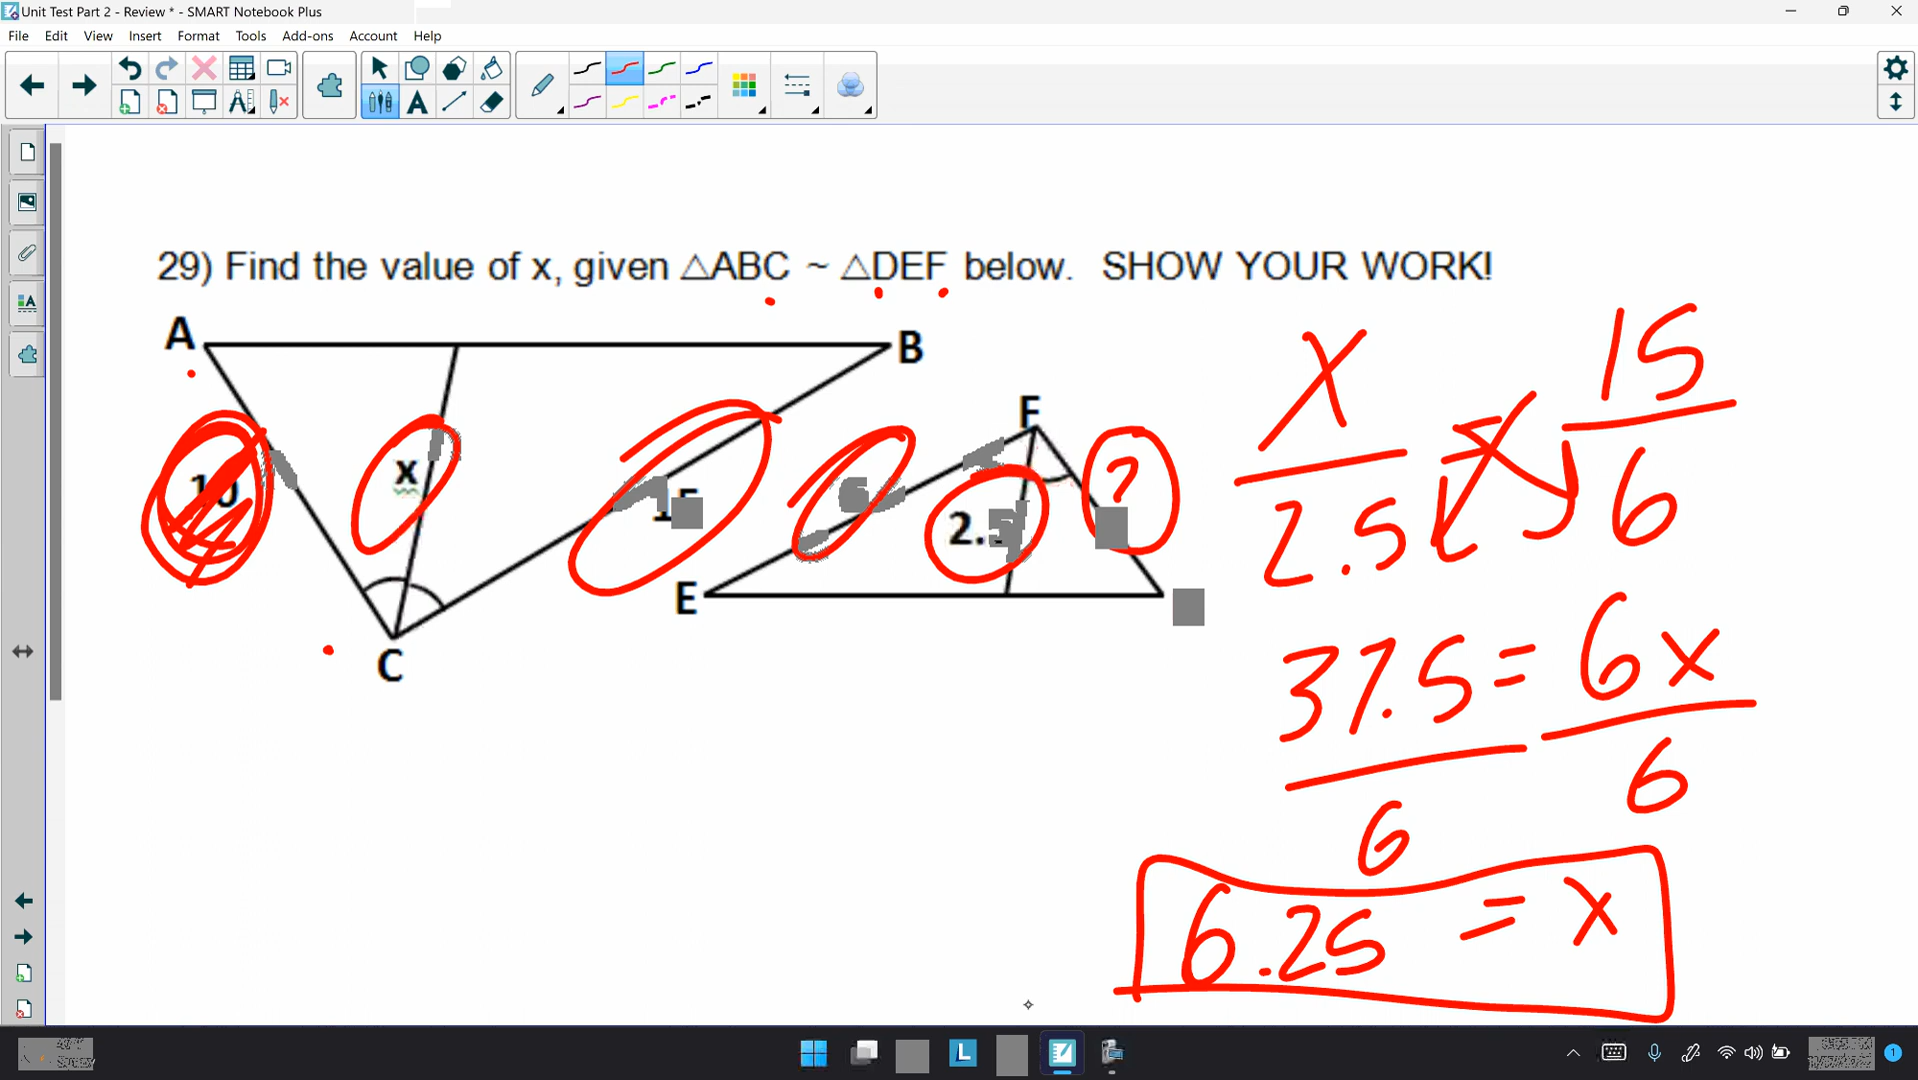 Unit Test Part 2 - Review * - SMART Notebook Plus
File Edit View Insert Format Tools Add-ons Account Help
29) Find the value of x, given △ABC ~ △DEF below. SHOW YOUR WORK!
A
B
F
10
x
2.
?
E
C
x 15
2.5 6
37.5 = 6x
6 6
6.25 = x
L
1